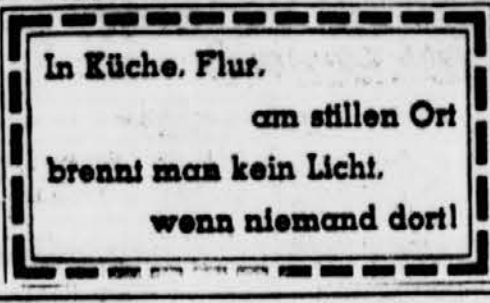 In Küche, Flur,
am stillen Ort
brennt man kein Licht,
wenn niemand dort!